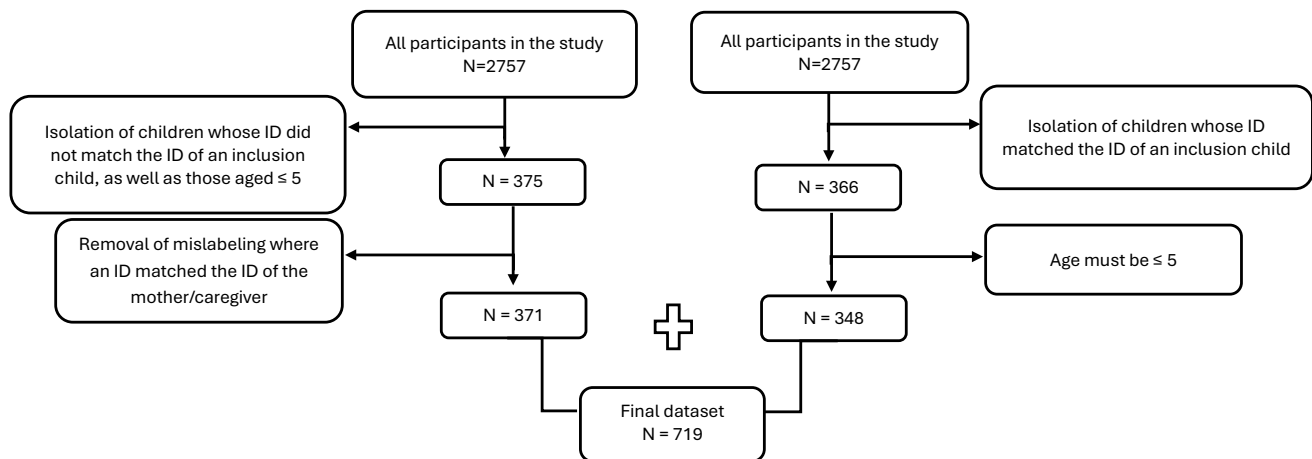 All participants in the study
N=2757
All participants in the study
N=2757
Isolation of children whose ID did
not match the ID of an inclusion
child, as well as those aged ≤ 5
Isolation of children whose ID
matched the ID of an inclusion child
N = 375
N = 366
Removal of mislabeling where
an ID matched the ID of the
mother/caregiver
Age must be ≤ 5
N = 371
N = 348
Final dataset
N = 719